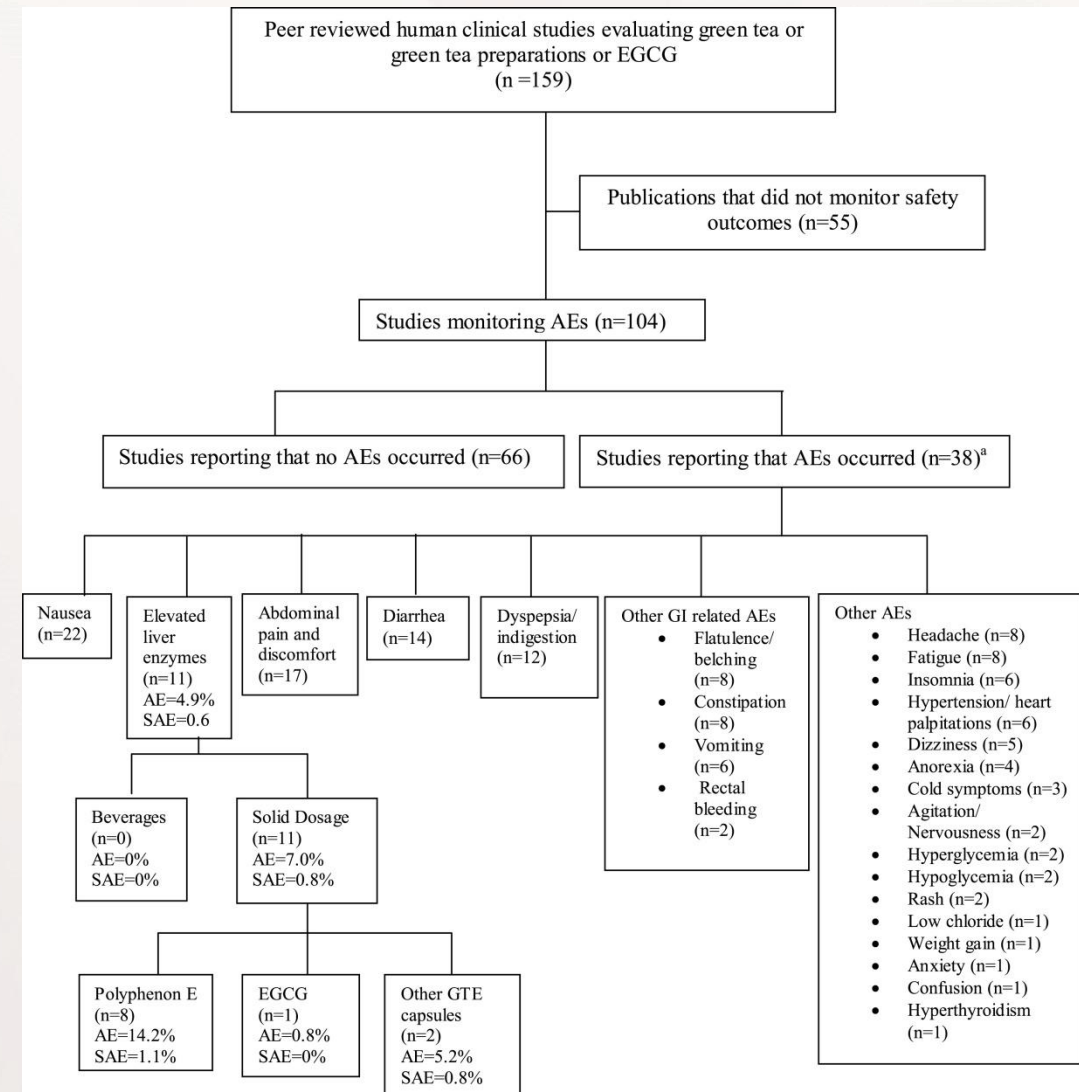 Peer reviewed human clinical studies evaluating green tea or
green tea preparations or EGCG
(n =159)
Publications that did not monitor safety
outcomes (n=55)
Studies monitoring AEs (n=104)
Studies reporting that no AEs occurred (n=66)
Studies reporting that AEs occurred (n=38)a
Nausea
(n=22)
Elevated
liver
enzymes
(n=11)
AE=4.9%
SAE=0.6
Abdominal
pain and
discomfort
(n=17)
Diarrhea
(n=14)
Dyspepsia/
indigestion
(n=12)
Other GI related AEs
• Flatulence/
belching
(n=8)
• Constipation
(n=8)
• Vomiting
(n=6)
• Rectal
bleeding
(n=2)
Other AEs
• Headache (n=8)
• Fatigue (n=8)
• Insomnia (n=6)
• Hypertension/ heart
palpitations (n=6)
• Dizziness (n=5)
• Anorexia (n=4)
• Cold symptoms (n=3)
• Agitation/
Nervousness (n=2)
• Hyperglycemia (n=2)
• Hypoglycemia (n=2)
• Rash (n=2)
• Low chloride (n=1)
• Weight gain (n=1)
• Anxiety (n=1)
• Confusion (n=1)
• Hyperthyroidism
(n=1)
Beverages
(n=0)
AE=0%
SAE=0%
Solid Dosage
(n=11)
AE=7.0%
SAE=0.8%
Polyphenon E
(n=8)
AE=14.2%
SAE=1.1%
EGCG
(n=1)
AE=0.8%
SAE=0%
Other GTE
capsules
(n=2)
AE=5.2%
SAE=0.8%